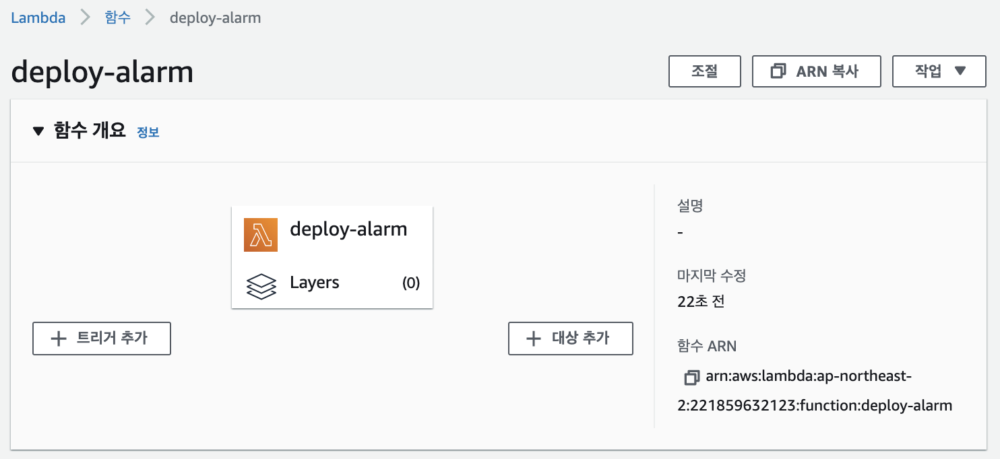 Lambda 함수 deploy-alarm
deploy-alarm
조절
ARN 복사
작업
함수 개요 정보
deploy-alarm
Layers (0)
트리거 추가
대상 추가
설명
-
마지막 수정
22초 전
함수 ARN
arn:aws:lambda:ap-northeast-
2:221859632123:function:deploy-alarm